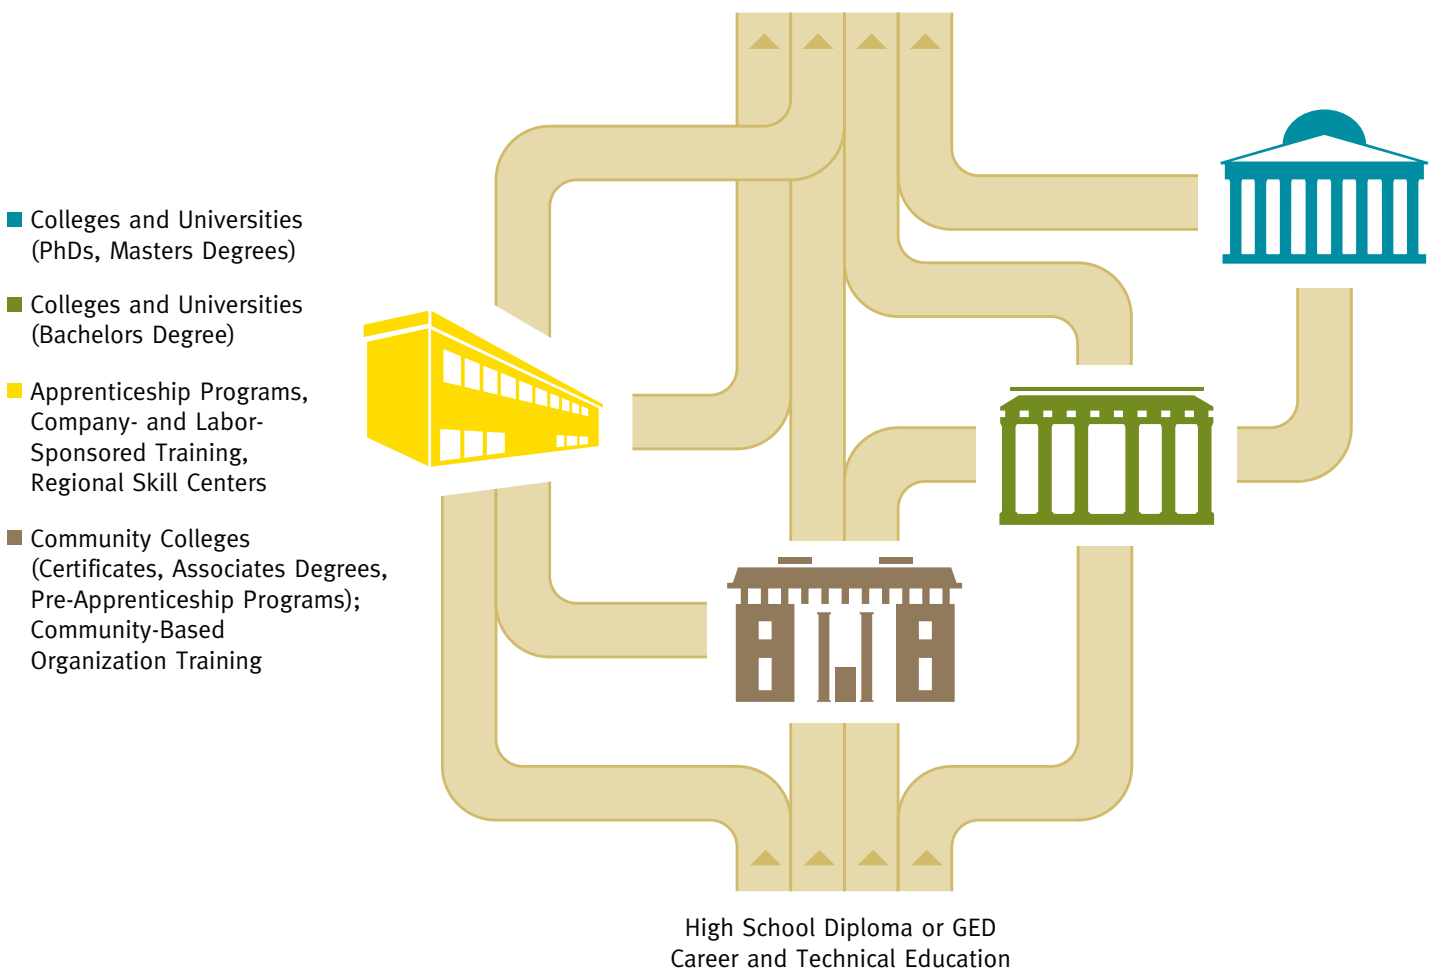 Colleges and Universities
(PhDs, Masters Degrees)
Colleges and Universities
(Bachelors Degree)
Apprenticeship Programs,
Company- and Labor-
Sponsored Training,
Regional Skill Centers
Community Colleges
(Certificates, Associates Degrees,
Pre-Apprenticeship Programs);
Community-Based
Organization Training
High School Diploma or GED
Career and Technical Education